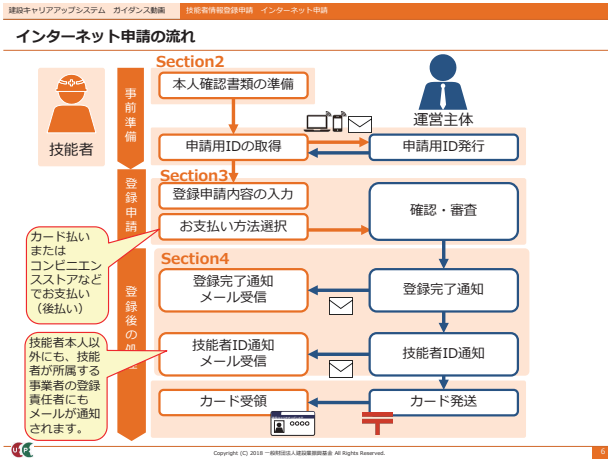 建設キャリアアップシステム ガイダンス動画
技能者情報登録申請 インターネット申請
インターネット申請の流れ
技能者
運営主体
事前準備
Section2
本人確認書類の準備
申請用IDの取得
申請用ID発行
登録申請
Section3
登録申請内容の入力
お支払い方法選択
確認・審査
カード払い
または
コンビニエン
スストアなど
でお支払い
（後払い）
登録後の処
Section4
登録完了通知
メール受信
登録完了通知
技能者ID通知
メール受信
技能者ID通知
技能者本人以
外にも、技能
者が所属する
事業者の登録
責任者にも
メールが通知
されます。
カード受領
カード発送
Copyright (C) 2018 一般財団法人建設業振興基金 All Rights Reserved.
6